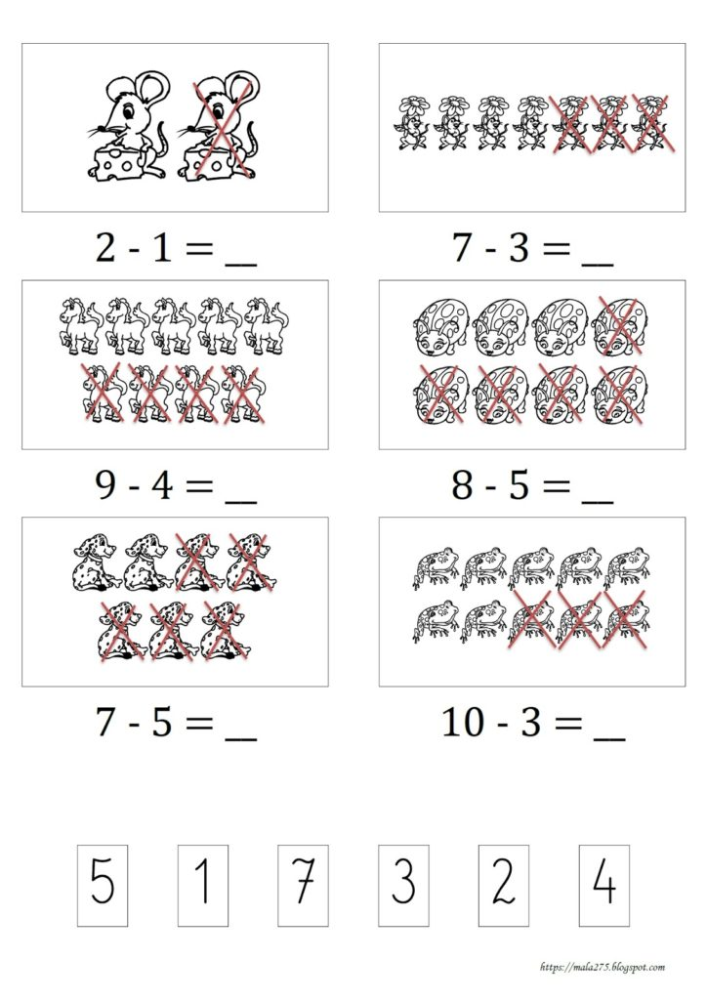 2 - 1 = __
7 - 3 = __
9 - 4 = __
8 - 5 = __
7 - 5 = __
10 - 3 = __
5 1 7 3 2 4
https://mala275.blogspot.com